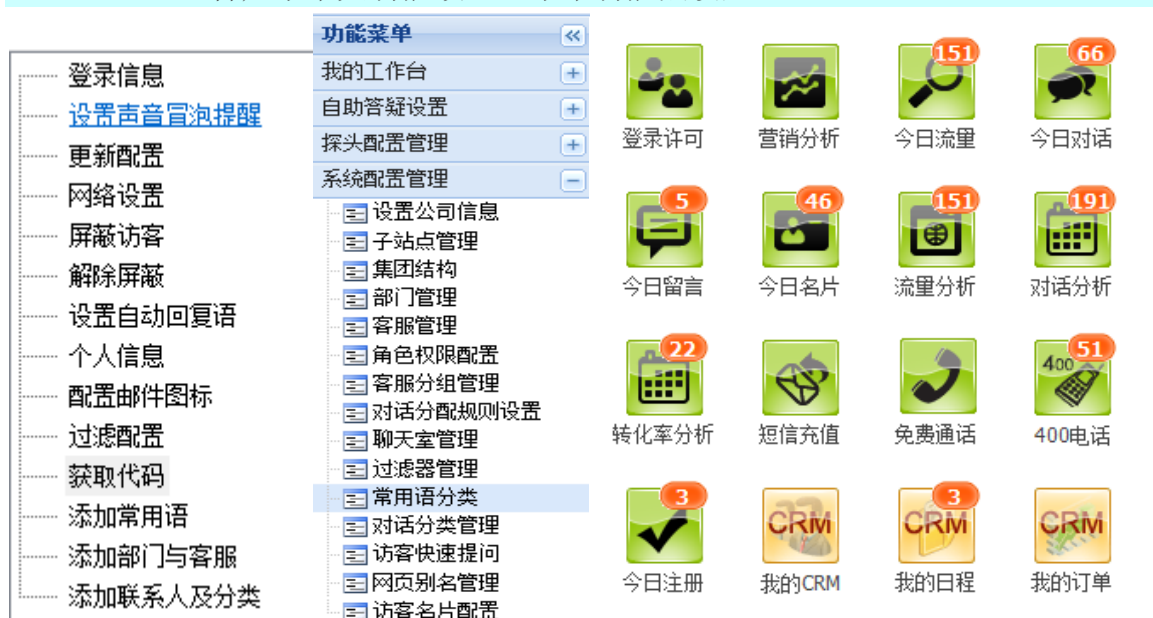 登录信息
设置声音冒泡提醒
更新配置
网络设置
屏蔽访客
解除屏蔽
设置自动回复语
个人信息
配置邮件图标
过滤配置
获取代码
添加常用语
添加部门与客服
添加联系人及分类
功能菜单
我的工作台
自助答疑设置
探头配置管理
系统配置管理
设置公司信息
子站点管理
集团结构
部门管理
客服管理
角色权限配置
客服分组管理
对话分配规则设置
聊天室管理
过滤器管理
常用语分类
对话分类管理
访客快速提问
网页别名管理
访客名片配置
151 66
登录许可 营销分析 今日流量 今日对话
5 46 151 191
今日留言 今日名片 流量分析 对话分析
22 400 51
转化率分析 短信充值 免费通话 400电话
3 CRM CRM 3 CRM
今日注册 我的CRM 我的日程 我的订单